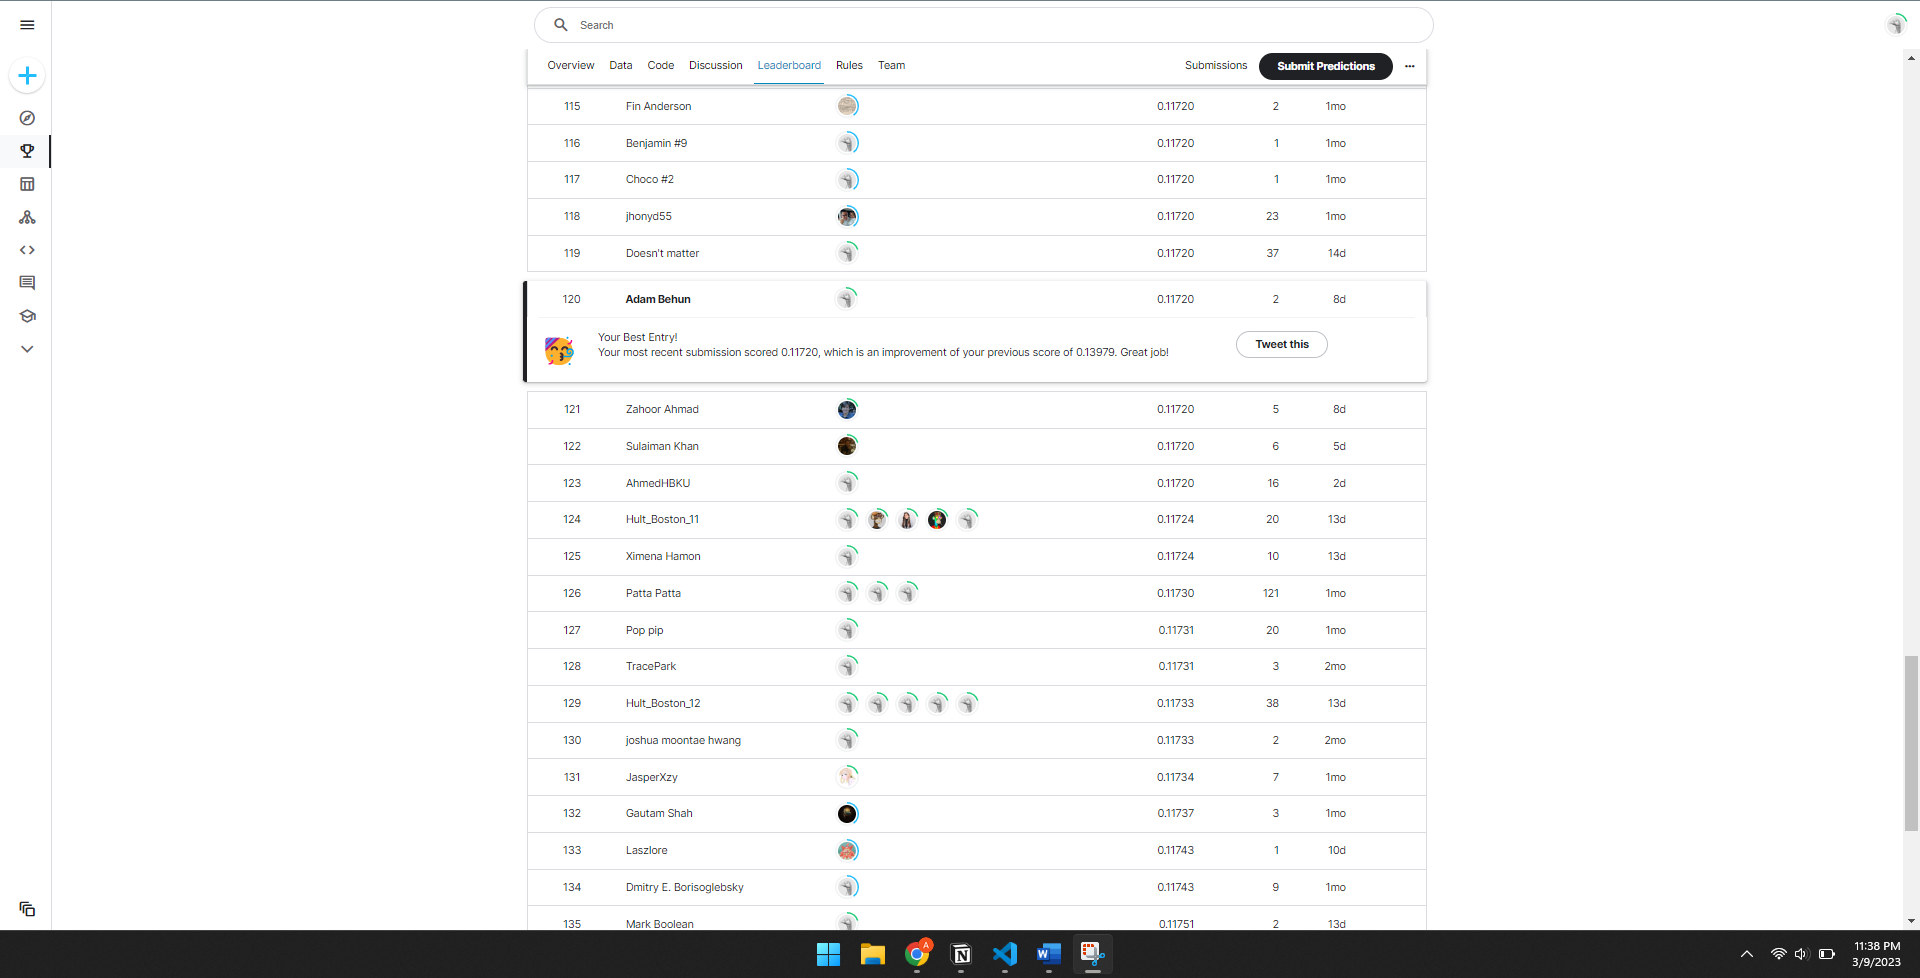 Search
Overview Data Code Discussion Leaderboard Rules Team Submissions Submit Predictions ...
115 Fin Anderson 0.11720 2 1mo
116 Benjamin #9 0.11720 1 1mo
117 Choco #2 0.11720 1 1mo
118 jhonyd55 0.11720 23 1mo
119 Doesn't matter 0.11720 37 14d
120 Adam Behun 0.11720 2 8d
Your Best Entry!
Your most recent submission scored 0.11720, which is an improvement of your previous score of 0.13979. Great job!
Tweet this
121 Zahoor Ahmad 0.11720 5 8d
122 Sulaiman Khan 0.11720 6 5d
123 AhmedHBKU 0.11720 16 2d
124 Hult_Boston_11 0.11724 20 13d
125 Ximena Hamon 0.11724 10 13d
126 Patta Patta 0.11730 121 1mo
127 Pop pip 0.11731 20 1mo
128 TracePark 0.11731 3 2mo
129 Hult_Boston_12 0.11733 38 13d
130 joshua moontae hwang 0.11733 2 2mo
131 JasperXzy 0.11734 7 1mo
132 Gautam Shah 0.11737 3 1mo
133 Laszlore 0.11743 1 10d
134 Dmitry E. Borisoglebsky 0.11743 9 1mo
135 Mark Boolean 0.11751 2 13d
A
N
W
11:38 PM
3/9/2023